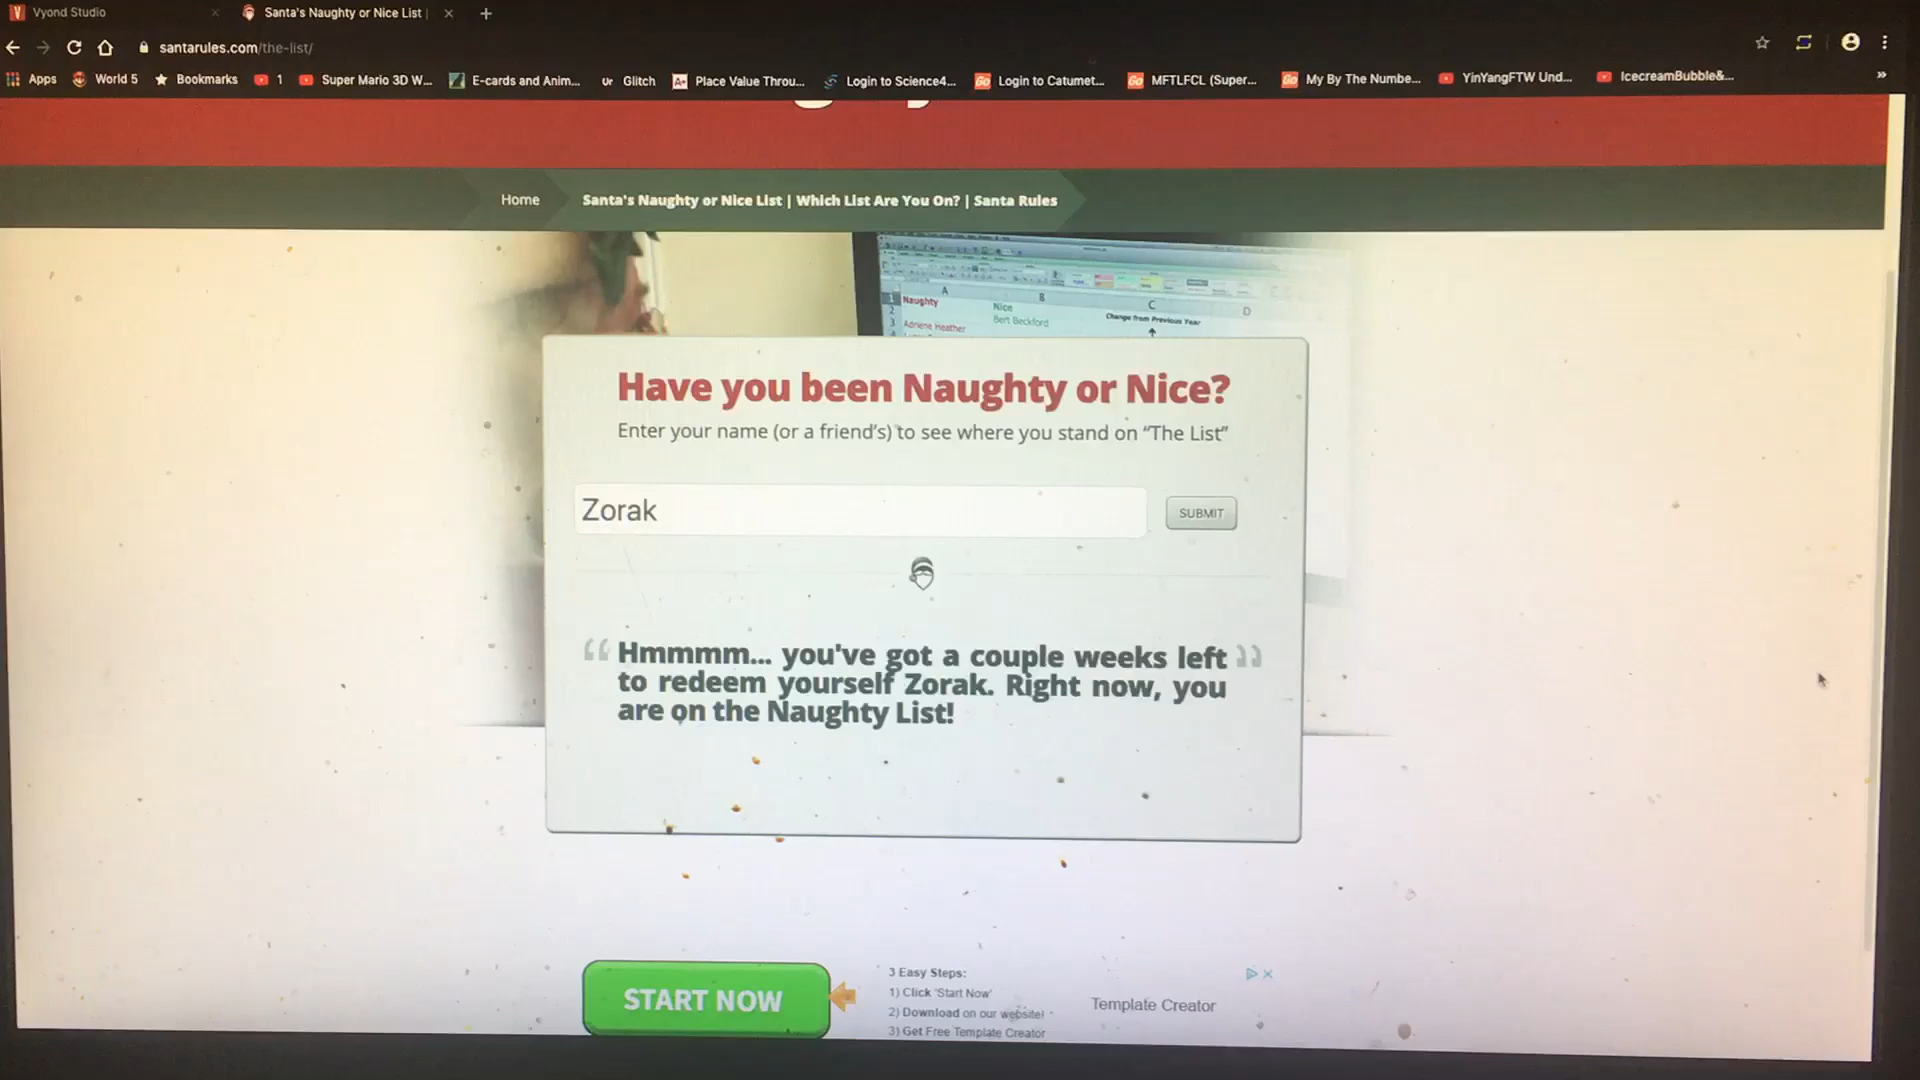 Vyond Studio
Santa's Naughty or Nice List |
santarules.com/the-list/
Apps World 5 Bookmarks 1 Super Mario 3D W... E-cards and Anim... Glitch Place Value Throu... Login to Science4... Login to Catumet... MFTLFCL (Super... My By The Numbe... YinYangFTW Und... IcecreamBubble&...
Home Santa's Naughty or Nice List | Which List Are You On? | Santa Rules
A B C D
1 Naughty Nice Change from Previous Year
2 Bert Beckford
3 Adriene Heather
Have you been Naughty or Nice?
Enter your name (or a friend's) to see where you stand on “The List”
Zorak SUBMIT
“ Hmmmm... you've got a couple weeks left ”
to redeem yourself Zorak. Right now, you
are on the Naughty List!
START NOW
3 Easy Steps:
1) Click 'Start Now'
2) Download on our website!
3) Get Free Template Creator
Template Creator